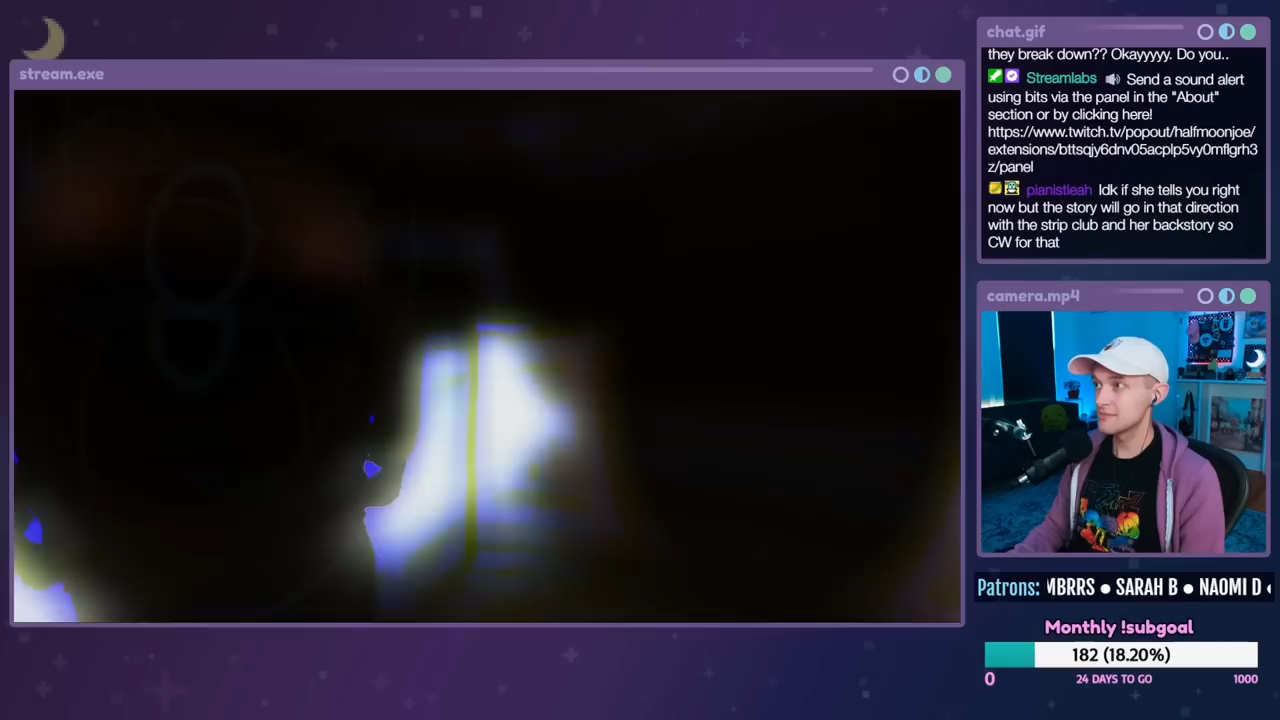 stream.exe
chat.gif
they break down?? Okayyyyy. Do you..
Streamlabs Send a sound alert
using bits via the panel in the "About"
section or by clicking here!
https://www.twitch.tv/popout/halfmoonjoe/
extensions/bttsqjy6dnv05acplp5vy0mflgrh3
z/panel
pianistleah Idk if she tells you right
now but the story will go in that direction
with the strip club and her backstory so
CW for that
camera.mp4
Patrons: MBRRS ● SARAH B ● NAOMI D
Monthly !subgoal
182 (18.20%)
0 24 DAYS TO GO 1000